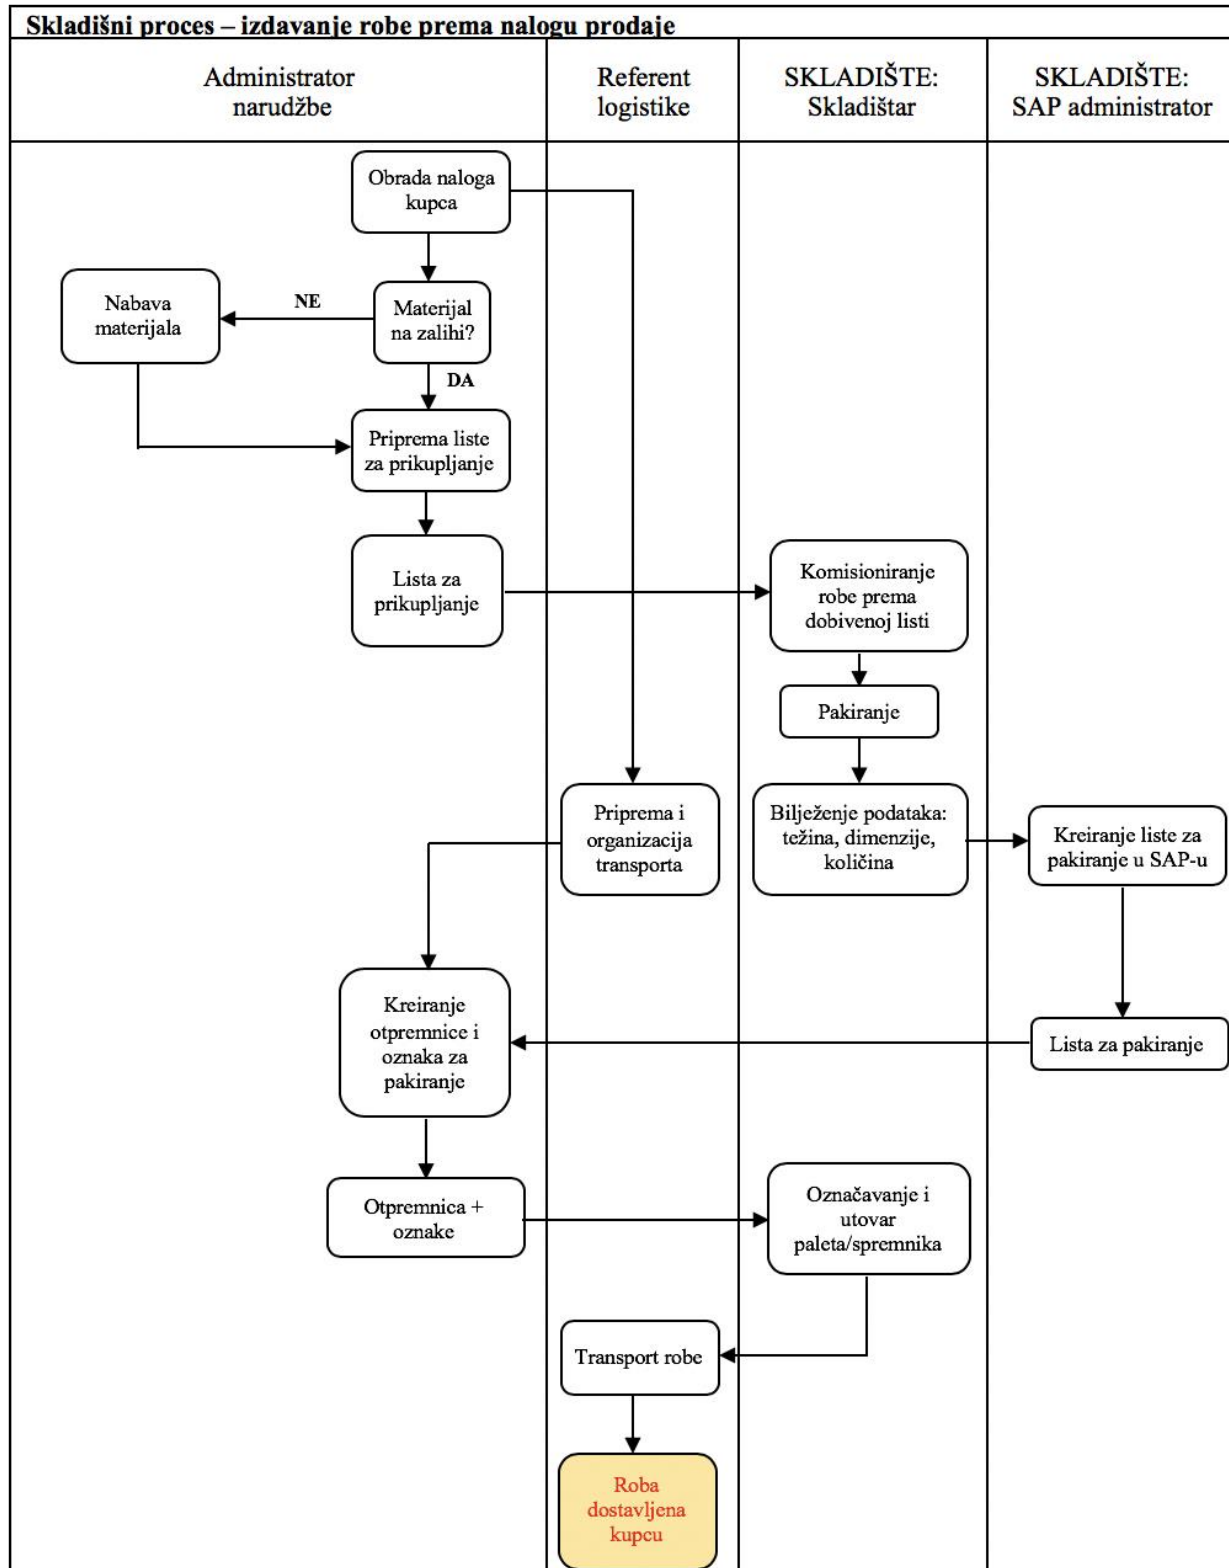 Skladišni proces – izdavanje robe prema nalogu prodaje
Administrator
narudžbe
Referent
logistike
SKLADIŠTE:
Skladištar
SKLADIŠTE:
SAP administrator
Obrada naloga
kupca
Nabava
materijala
NE
Materijal
na zalihi?
DA
Priprema liste
za prikupljanje
Lista za
prikupljanje
Komisioniranje
robe prema
dobivenoj listi
Pakiranje
Priprema i
organizacija
transporta
Bilježenje podataka:
težina, dimenzije,
količina
Kreiranje liste za
pakiranje u SAP-u
Kreiranje
otpremnice i
oznaka za
pakiranje
Lista za pakiranje
Otpremnica +
oznake
Označavanje i
utovar
paleta/spremnika
Transport robe
Roba
dostavljena
kupcu